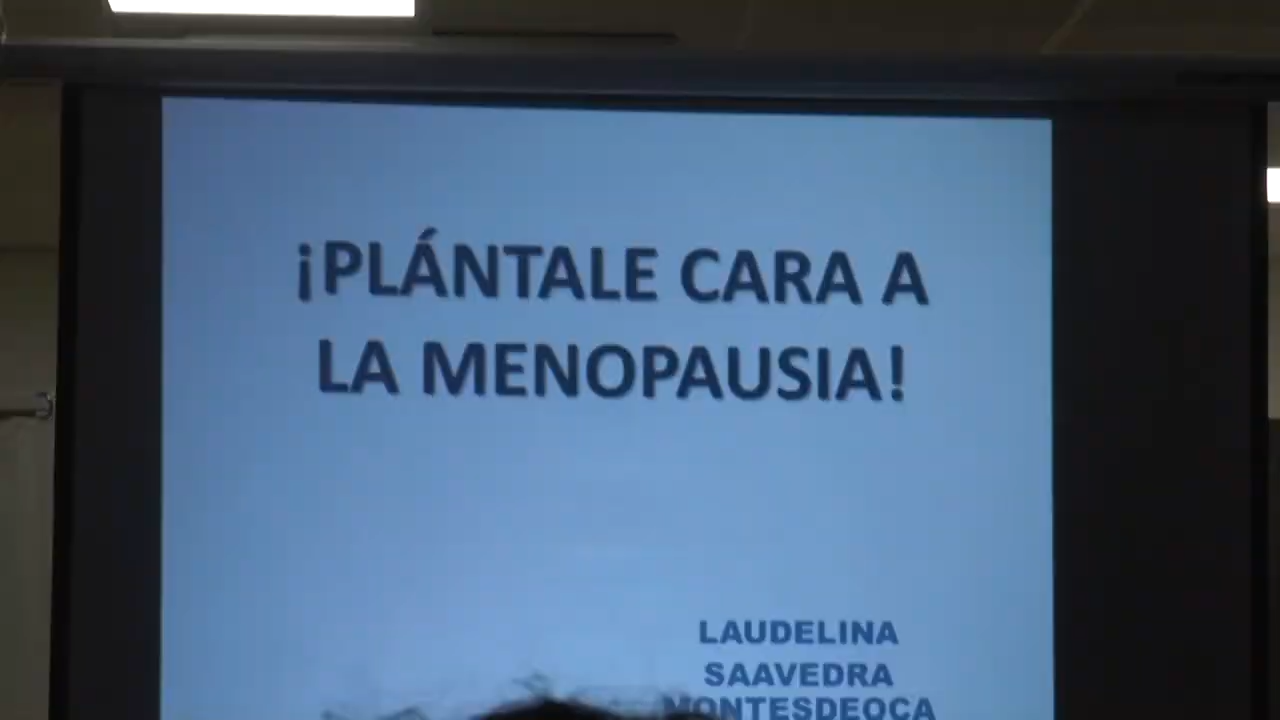 ¡PLÁNTALE CARA A
LA MENOPAUSIA!
LAUDELINA
SAAVEDRA
MONTESDEOCA